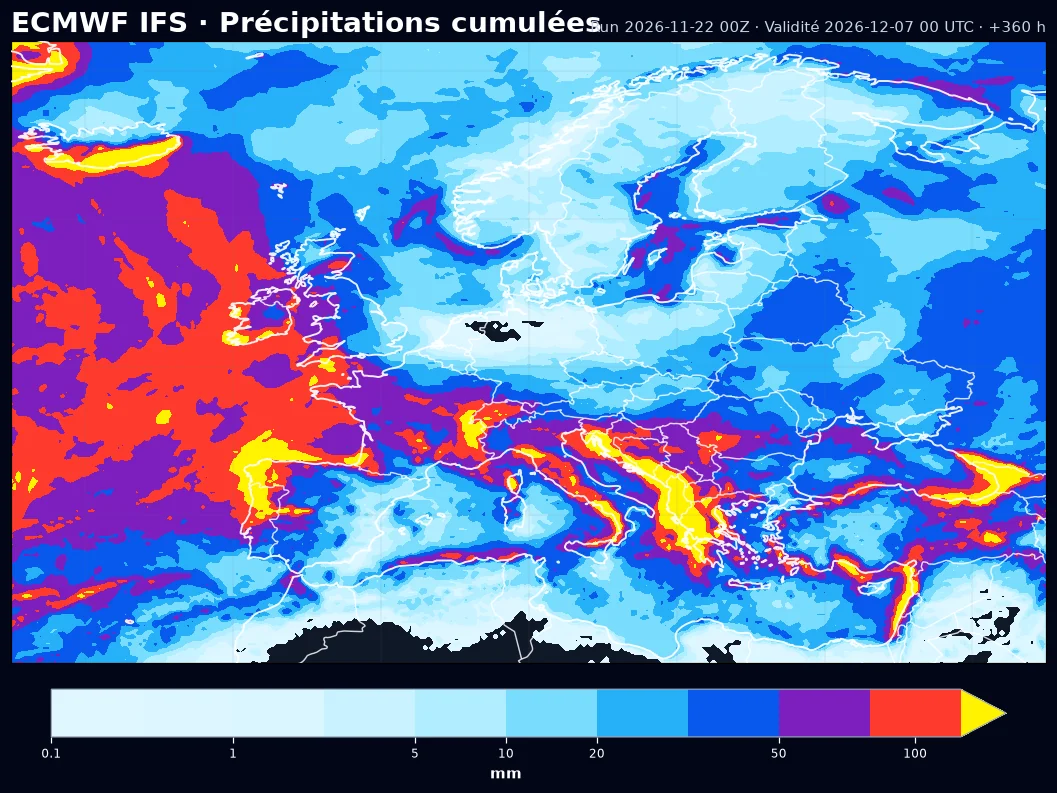 ECMWF IFS · Précipitations cumulées
Run 2026-11-22 00Z · Validité 2026-12-07 00 UTC · +360 h
0.1 1 5 10 20 50 100
mm